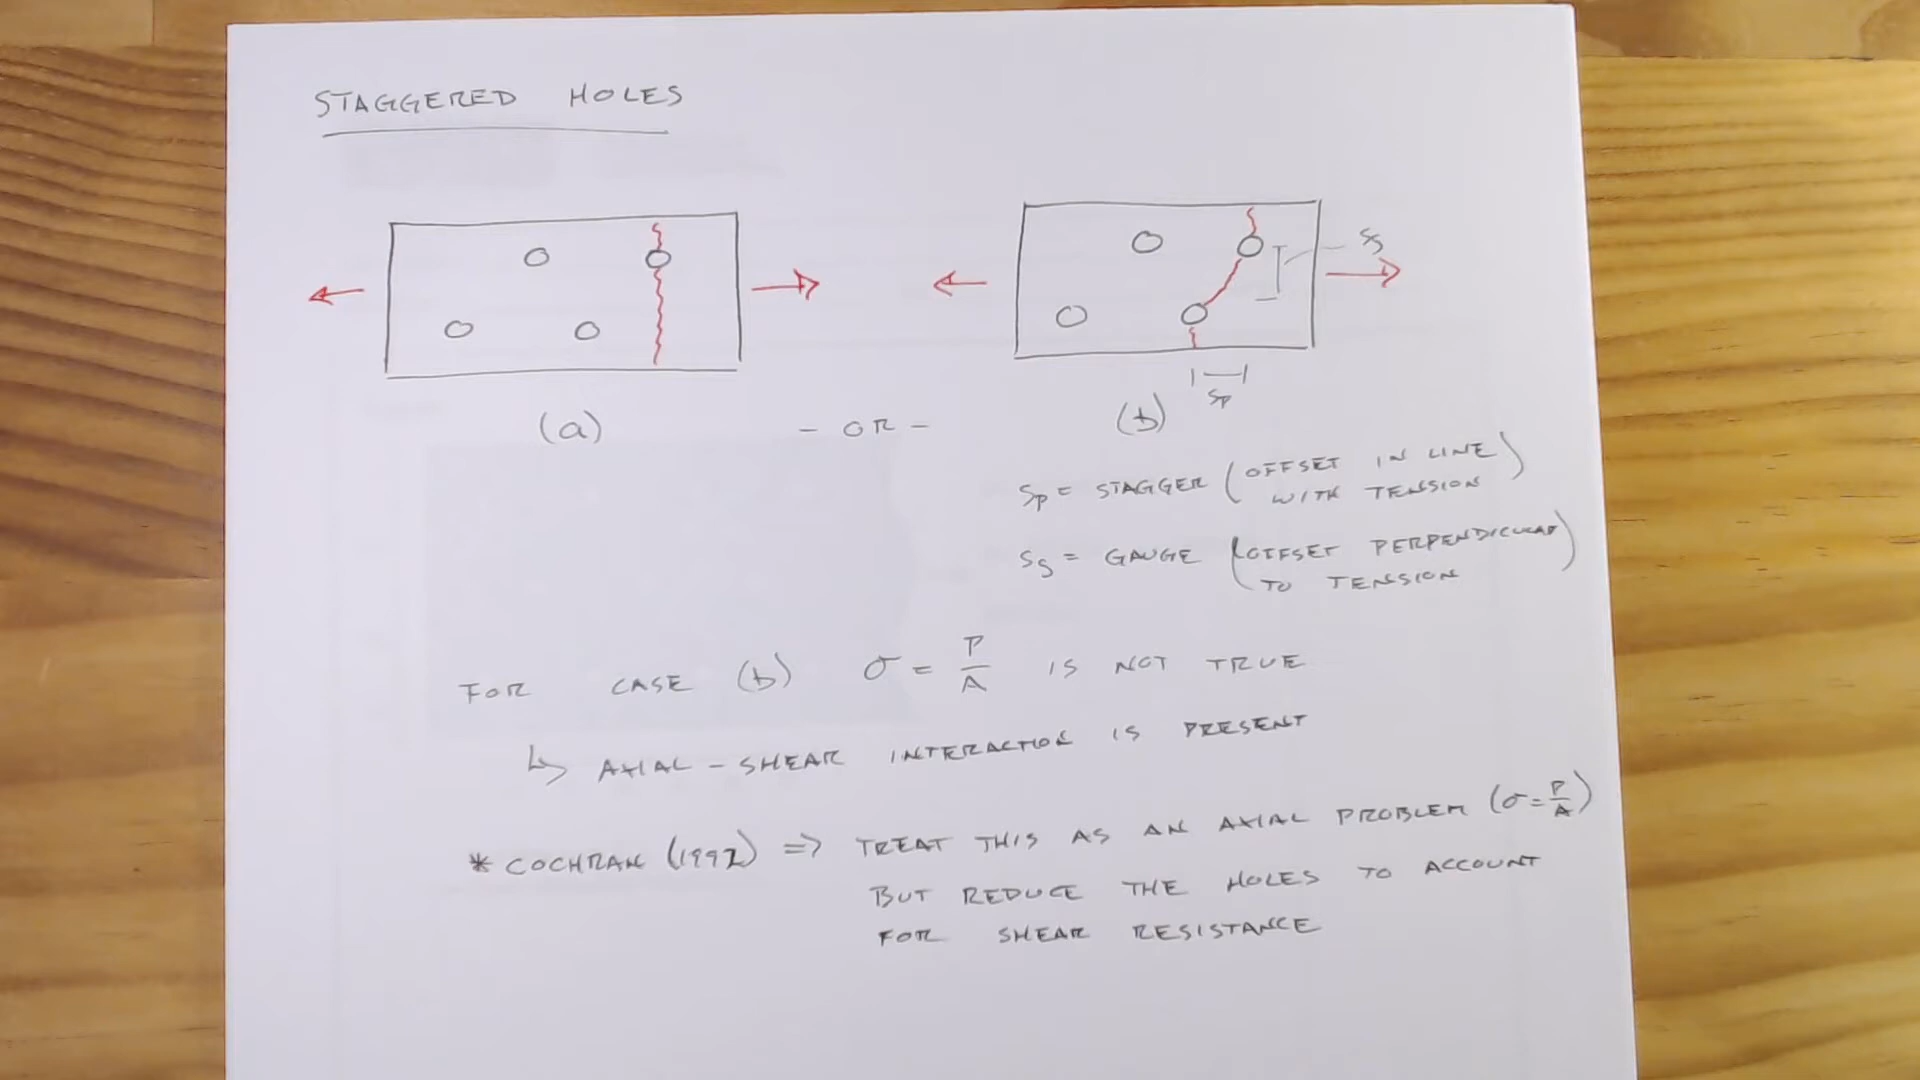 STAGGERED HOLES
Sg
Sp
(a) - OR - (b)
Sp = STAGGER (OFFSET IN LINE
WITH TENSION)
Sg = GAUGE (OFFSET PERPENDICULAR
TO TENSION)
FOR CASE (b) σ = P/A IS NOT TRUE
↳ AXIAL - SHEAR INTERACTION IS PRESENT
* COCHRAN (1992) => TREAT THIS AS AN AXIAL PROBLEM (σ = P/A)
BUT REDUCE THE HOLES TO ACCOUNT
FOR SHEAR RESISTANCE